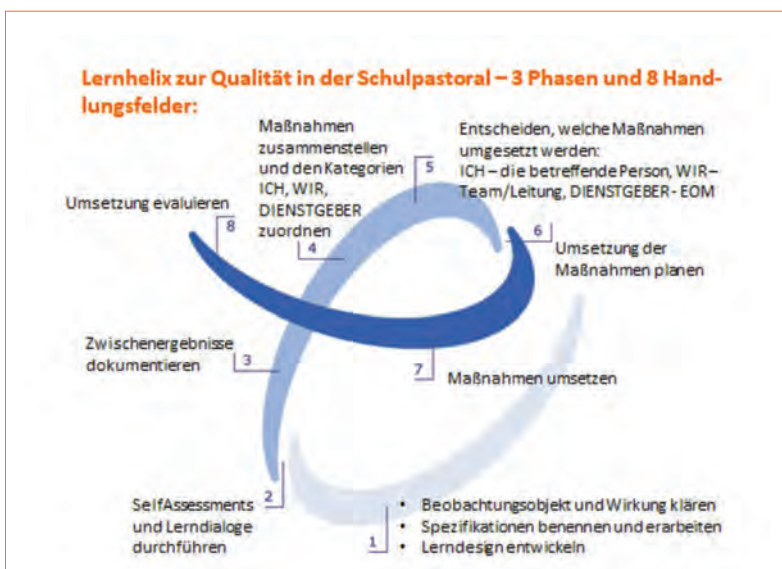 Lernhelix zur Qualität in der Schulpastoral – 3 Phasen und 8 Hand-
lungsfelder:
Maßnahmen
zusammenstellen
und den Kategorien
ICH, WIR,
DIENSTGEBER
zuordnen
4
5
Entscheiden, welche Maßnahmen
umgesetzt werden:
ICH – die betreffende Person, WIR –
Team/Leitung, DIENSTGEBER - EOM
Umsetzung evaluieren
8
6
Umsetzung der
Maßnahmen planen
Zwischenergebnisse
dokumentieren
3
7
Maßnahmen umsetzen
SelfAssessments
und Lerndialoge
durchführen
2
1
• Beobachtungsobjekt und Wirkung klären
• Spezifikationen benennen und erarbeiten
• Lerndesign entwickeln